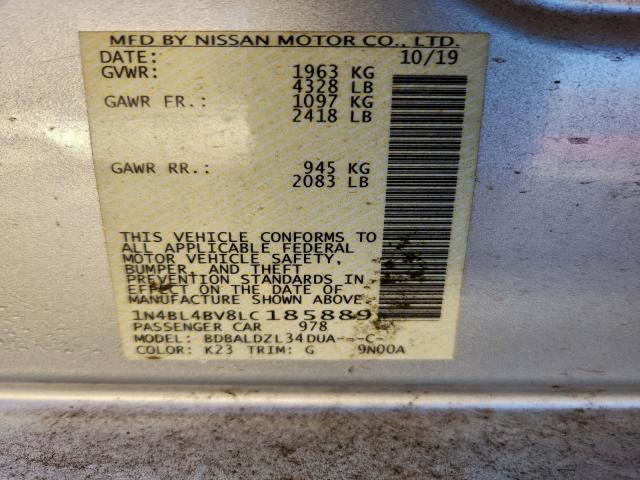 MFD BY NISSAN MOTOR CO., LTD.
DATE: 10/19
GVWR: 1963 KG
4328 LB
GAWR FR.: 1097 KG
2418 LB
GAWR RR.: 945 KG
2083 LB
THIS VEHICLE CONFORMS TO
ALL APPLICABLE FEDERAL
MOTOR VEHICLE SAFETY,
BUMPER, AND THEFT
PREVENTION STANDARDS IN
EFFECT ON THE DATE OF
MANUFACTURE SHOWN ABOVE
1N4BL4BV8LC185889
PASSENGER CAR 978
MODEL: BDBALDZL34DUA---C-
COLOR: K23 TRIM: G 9N00A